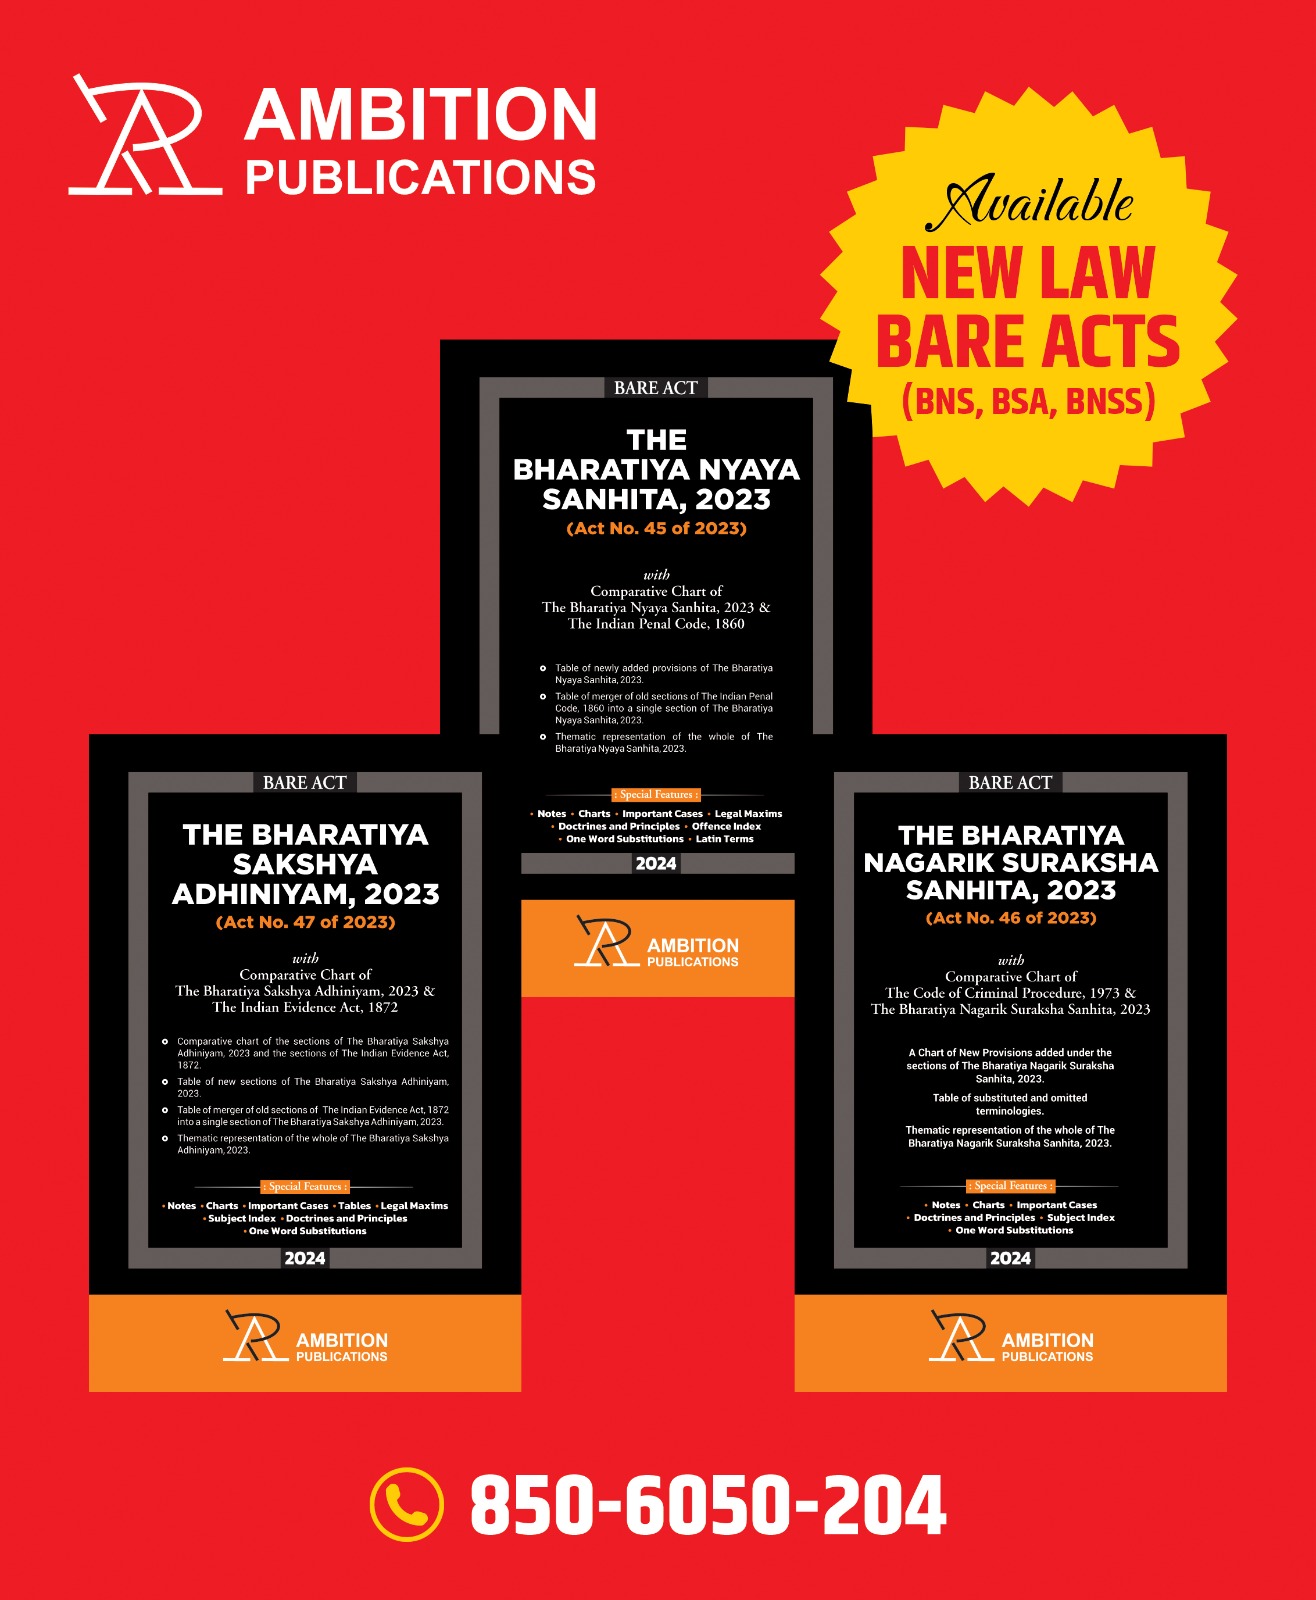 AMBITION
PUBLICATIONS
Available
NEW LAW
BARE ACTS
(BNS, BSA, BNSS)
BARE ACT
THE
BHARATIYA NYAYA
SANHITA, 2023
(Act No. 45 of 2023)
with
Comparative Chart of
The Bharatiya Nyaya Sanhita, 2023 &
The Indian Penal Code, 1860
Table of newly added provisions of The Bharatiya
Nyaya Sanhita, 2023.
Table of merger of old sections of The Indian Penal
Code, 1860 into a single section of The Bharatiya
Nyaya Sanhita, 2023.
Thematic representation of the whole of The
Bharatiya Nyaya Sanhita, 2023.
: Special Features :
• Notes • Charts • Important Cases • Legal Maxims
• Doctrines and Principles • Offence Index
• One Word Substitutions • Latin Terms
2024
AMBITION
PUBLICATIONS
BARE ACT
THE BHARATIYA
SAKSHYA
ADHINIYAM, 2023
(Act No. 47 of 2023)
with
Comparative Chart of
The Bharatiya Sakshya Adhiniyam, 2023 &
The Indian Evidence Act, 1872
Comparative chart of the sections of The Bharatiya Sakshya
Adhiniyam, 2023 and the sections of The Indian Evidence Act,
1872.
Table of new sections of The Bharatiya Sakshya Adhiniyam,
2023.
Table of merger of old sections of The Indian Evidence Act, 1872
into a single section of The Bharatiya Sakshya Adhiniyam, 2023.
Thematic representation of the whole of The Bharatiya Sakshya
Adhiniyam, 2023.
: Special Features :
• Notes • Charts • Important Cases • Tables • Legal Maxims
• Subject Index • Doctrines and Principles
• One Word Substitutions
2024
AMBITION
PUBLICATIONS
BARE ACT
THE BHARATIYA
NAGARIK SURAKSHA
SANHITA, 2023
(Act No. 46 of 2023)
with
Comparative Chart of
The Code of Criminal Procedure, 1973 &
The Bharatiya Nagarik Suraksha Sanhita, 2023
A Chart of New Provisions added under the
sections of The Bharatiya Nagarik Suraksha
Sanhita, 2023.
Table of substituted and omitted
terminologies.
Thematic representation of the whole of The
Bharatiya Nagarik Suraksha Sanhita, 2023.
: Special Features :
• Notes • Charts • Important Cases
• Doctrines and Principles • Subject Index
• One Word Substitutions
2024
AMBITION
PUBLICATIONS
850-6050-204